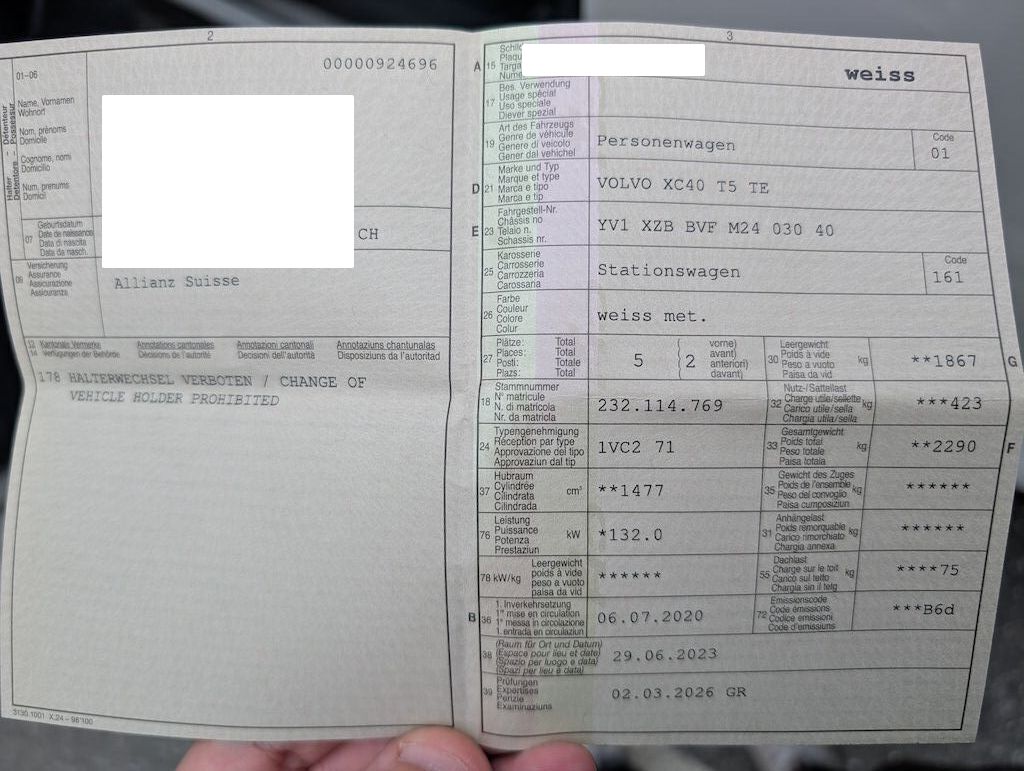 2
00000924696
01-06
Halter - Détenteur
Detentore - Possessur
Name, Vornamen
Wohnort
Nom, prénoms
Domicile
Cognome, nomi
Domicilio
Num, prenums
Domicil
07
Geburtsdatum
Date de naissance
Data di nascita
Data da nasch.
CH
09
Versicherung
Assurance
Assicurazione
Assicuranza
Allianz Suisse
13 Kantonale Vermerke Annotations cantonales Annotazioni cantonali Annotaziuns chantunalas
14 Verfügungen der Behörde Décisions de l'autorité Decisioni dell'autorità Disposiziuns da l'autoritad
178 HALTERWECHSEL VERBOTEN / CHANGE OF
VEHICLE HOLDER PROHIBITED
5130.1001 X.24 – 96'100
3
A 15
Schild
Plaqu
Targa
Nume
weiss
17
Bes. Verwendung
Usage spécial
Uso speciale
Diever spezial
19
Art des Fahrzeugs
Genre de véhicule
Genere di veicolo
Gener dal vehichel
Personenwagen
Code
01
D 21
Marke und Typ
Marque et type
Marca e tipo
Marca e tip
VOLVO XC40 T5 TE
E 23
Fahrgestell-Nr.
Châssis no
Telaio n.
Schassis nr.
YV1 XZB BVF M24 030 40
25
Karosserie
Carrosserie
Carrozzeria
Carossaria
Stationswagen
Code
161
26
Farbe
Couleur
Colore
Colur
weiss met.
27
Plätze: Total
Places: Total
Posti: Totale
Plazs: Total
5 ( 2
vorne)
avant)
anteriori)
davant)
30
Leergewicht
Poids à vide
Peso a vuoto
Paisa da vid
kg
**1867
G
18
Stammnummer
N° matricule
N. di matricola
Nr. da matricla
232.114.769
32
Nutz-/Sattellast
Charge utile/sellette
Carico utile/sella
Chargia utila/sella
kg
***423
24
Typengenehmigung
Réception par type
Approvazione del tipo
Approvaziun dal tip
1VC2 71
33
Gesamtgewicht
Poids total
Peso totale
Paisa totala
kg
**2290
F
37
Hubraum
Cylindrée
Cilindrata
Cilindrada
cm³
**1477
35
Gewicht des Zuges
Poids de l'ensemble
Peso del convoglio
Paisa cumposiziun
kg
******
76
Leistung
Puissance
Potenza
Prestaziun
kW
*132.0
31
Anhängelast
Poids remorquable
Carico rimorchiato
Chargia annexa
kg
******
78 kW/kg
Leergewicht
poids à vide
peso a vuoto
paisa da vid
******
55
Dachlast
Charge sur le toit
Carico sul tetto
Chargia sin il tetg
kg
****75
B 36
1. Inverkehrsetzung
1re mise en circulation
1a messa in circolazione
1. entrada en circulaziun
06.07.2020
72
Emissionscode
Code émissions
Codice emissioni
Code d'emissiuns
***B6d
38
(Raum für Ort und Datum)
(Espace pour lieu et date)
(Spazio per luogo e data)
(Spazi per lieu e data)
29.06.2023
39
Prüfungen
Expertises
Perizie
Examinaziuns
02.03.2026 GR